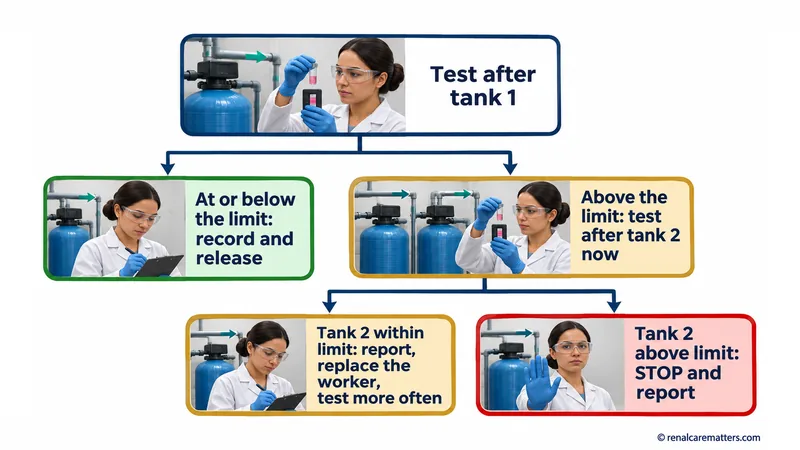 Test after
tank 1
At or below
the limit:
record and
release
Above the
limit: test
after tank 2
now
Tank 2 within
limit: report,
replace the
worker,
test more often
Tank 2
above limit:
STOP and
report
© renalcarematters.com